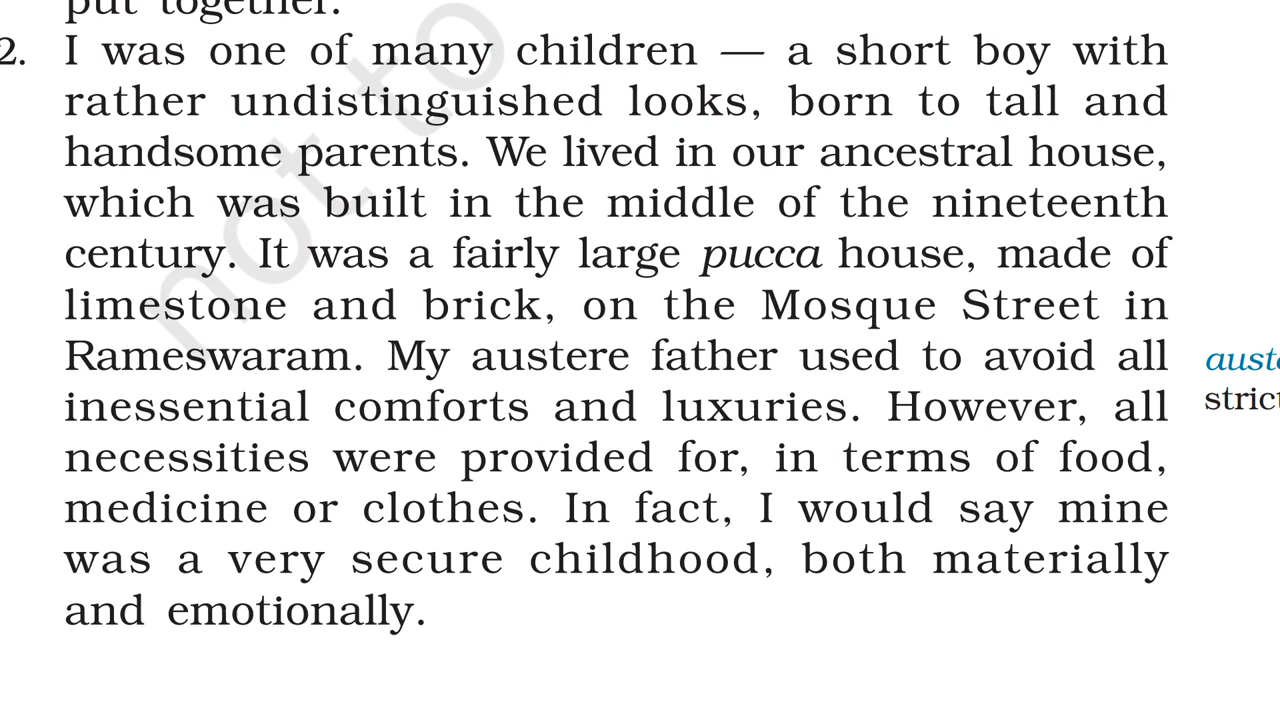 put together.
2. I was one of many children — a short boy with
rather undistinguished looks, born to tall and
handsome parents. We lived in our ancestral house,
which was built in the middle of the nineteenth
century. It was a fairly large pucca house, made of
limestone and brick, on the Mosque Street in
Rameswaram. My austere father used to avoid all
inessential comforts and luxuries. However, all
necessities were provided for, in terms of food,
medicine or clothes. In fact, I would say mine
was a very secure childhood, both materially
and emotionally.
not to